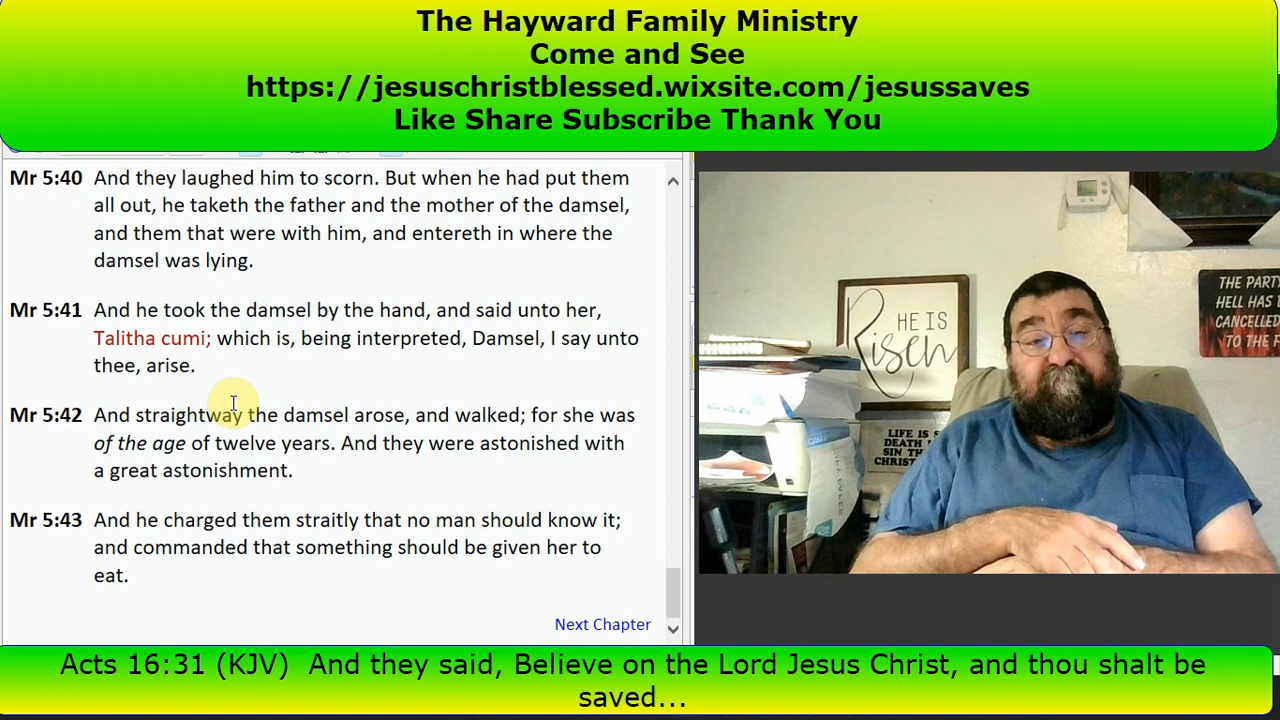 The Hayward Family Ministry
Come and See
https://jesuschristblessed.wixsite.com/jesussaves
Like Share Subscribe Thank You
Mr 5:40 And they laughed him to scorn. But when he had put them
all out, he taketh the father and the mother of the damsel,
and them that were with him, and entereth in where the
damsel was lying.
Mr 5:41 And he took the damsel by the hand, and said unto her,
Talitha cumi; which is, being interpreted, Damsel, I say unto
thee, arise.
Mr 5:42 And straightway the damsel arose, and walked; for she was
of the age of twelve years. And they were astonished with
a great astonishment.
Mr 5:43 And he charged them straitly that no man should know it;
and commanded that something should be given her to
eat.
Next Chapter
HE IS
Risen
THE PARTY
HELL HAS
CANCELLED
TO THE
LIFE IS
DEATH
SIN TH
CHRIST
Acts 16:31 (KJV) And they said, Believe on the Lord Jesus Christ, and thou shalt be
saved...